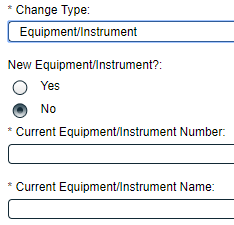 * Change Type:
Equipment/Instrument
New Equipment/Instrument?:
Yes
No
* Current Equipment/Instrument Number:
* Current Equipment/Instrument Name: